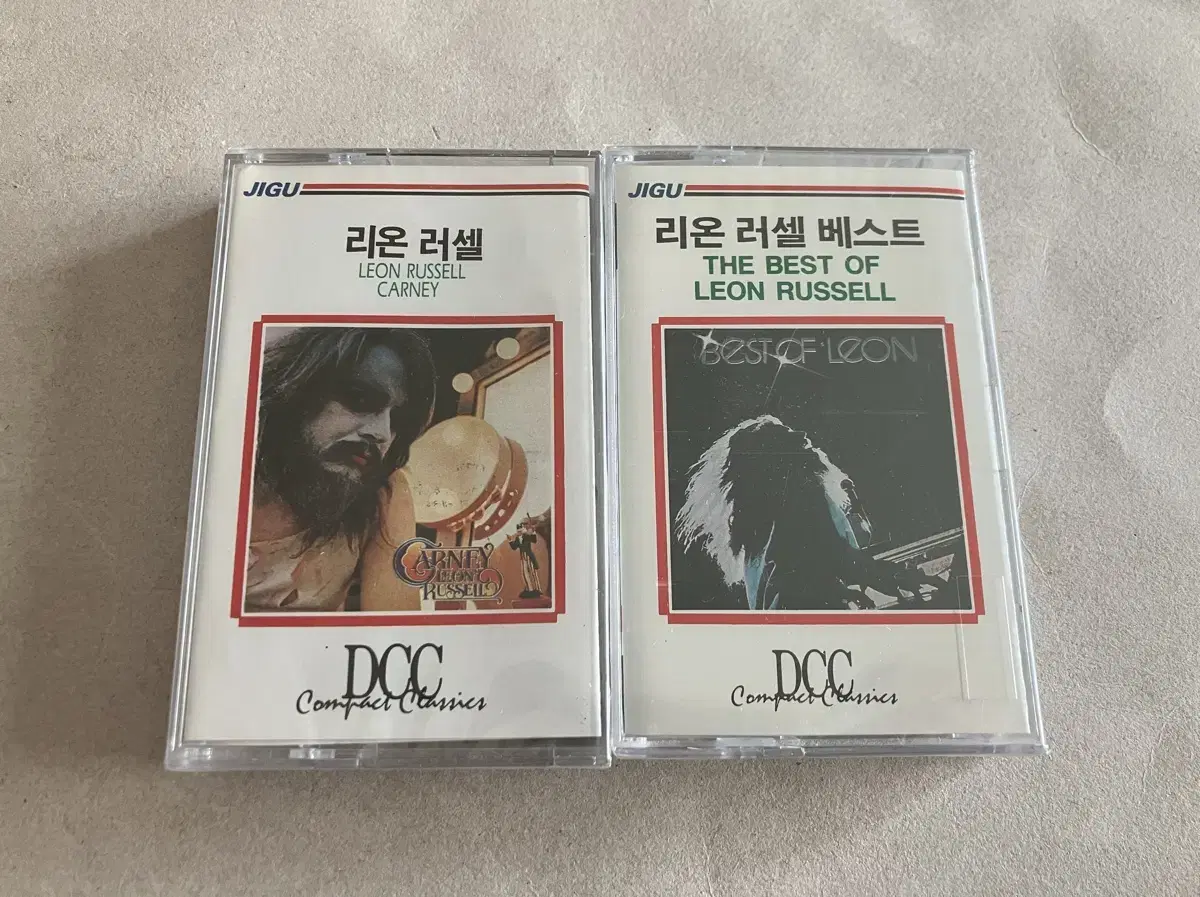 JIGU
리온 러셀
LEON RUSSELL
CARNEY
CARNEY
LEON
RUSSELL
DCC
Compact Classics
JIGU
리온 러셀 베스트
THE BEST OF
LEON RUSSELL
BEST OF LEON
DCC
Compact Classics